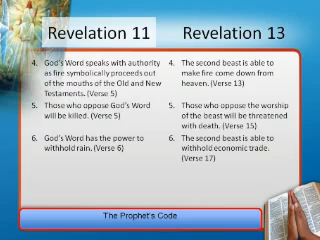 Revelation 11
4. God's Word speaks with authority
as fire symbolically proceeds out
of the mouths of the Old and New
Testaments. (Verse 5)
5. Those who oppose God's Word
will be killed. (Verse 5)
6. God's Word has the power to
withhold rain. (Verse 6)
Revelation 13
4. The second beast is able to
make fire come down from
heaven. (Verse 13)
5. Those who oppose the worship
of the beast will be threatened
with death. (Verse 15)
6. The second beast is able to
withhold economic trade.
(Verse 17)
The Prophet's Code